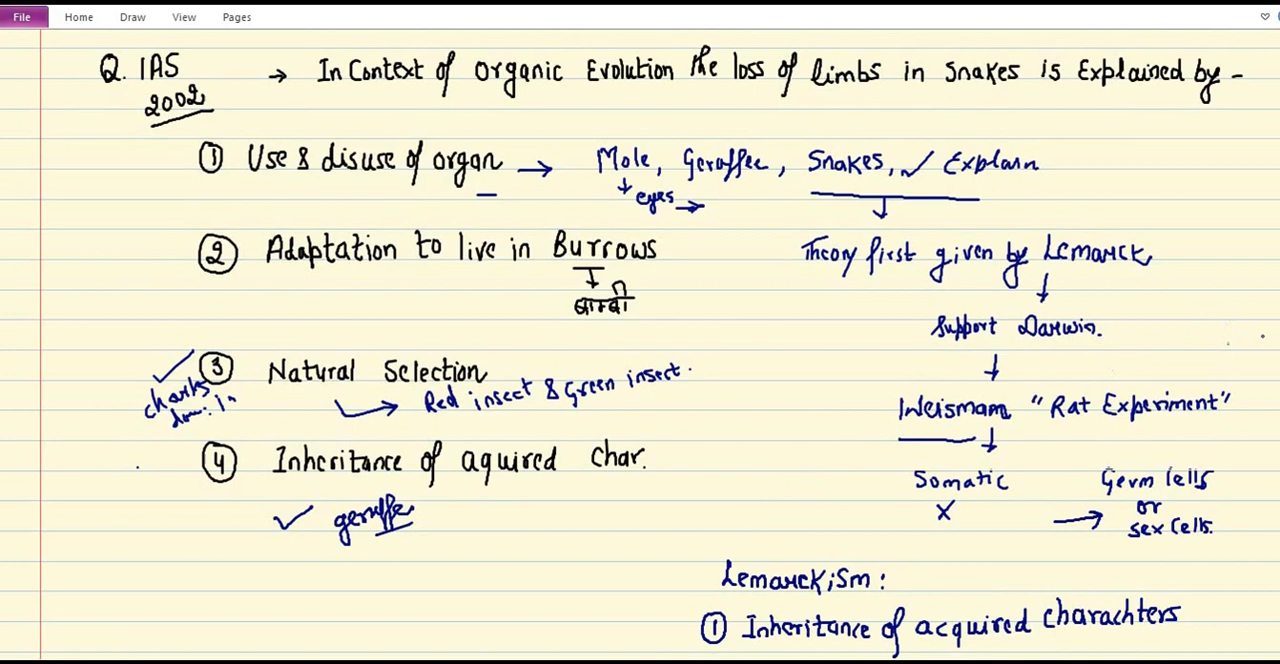 File Home Draw View Pages
Q. IAS → In Context of organic Evolution the loss of limbs in snakes is Explained by -
2002
① Use & disuse of organ → Mole, Geraffee, Snakes, ✓ Explain
eyes →
② Adaptation to live in Burrows
Theory first given by Lemarck
Support Darwin.
③ Natural Selection
Red insect & Green insect.
Weismann "Rat Experiment"
④ Inheritance of aquired char.
Somatic → Germ Cells
X or
sex cells.
✓ geraffe
Lemarckism:
① Inheritance of acquired charachters